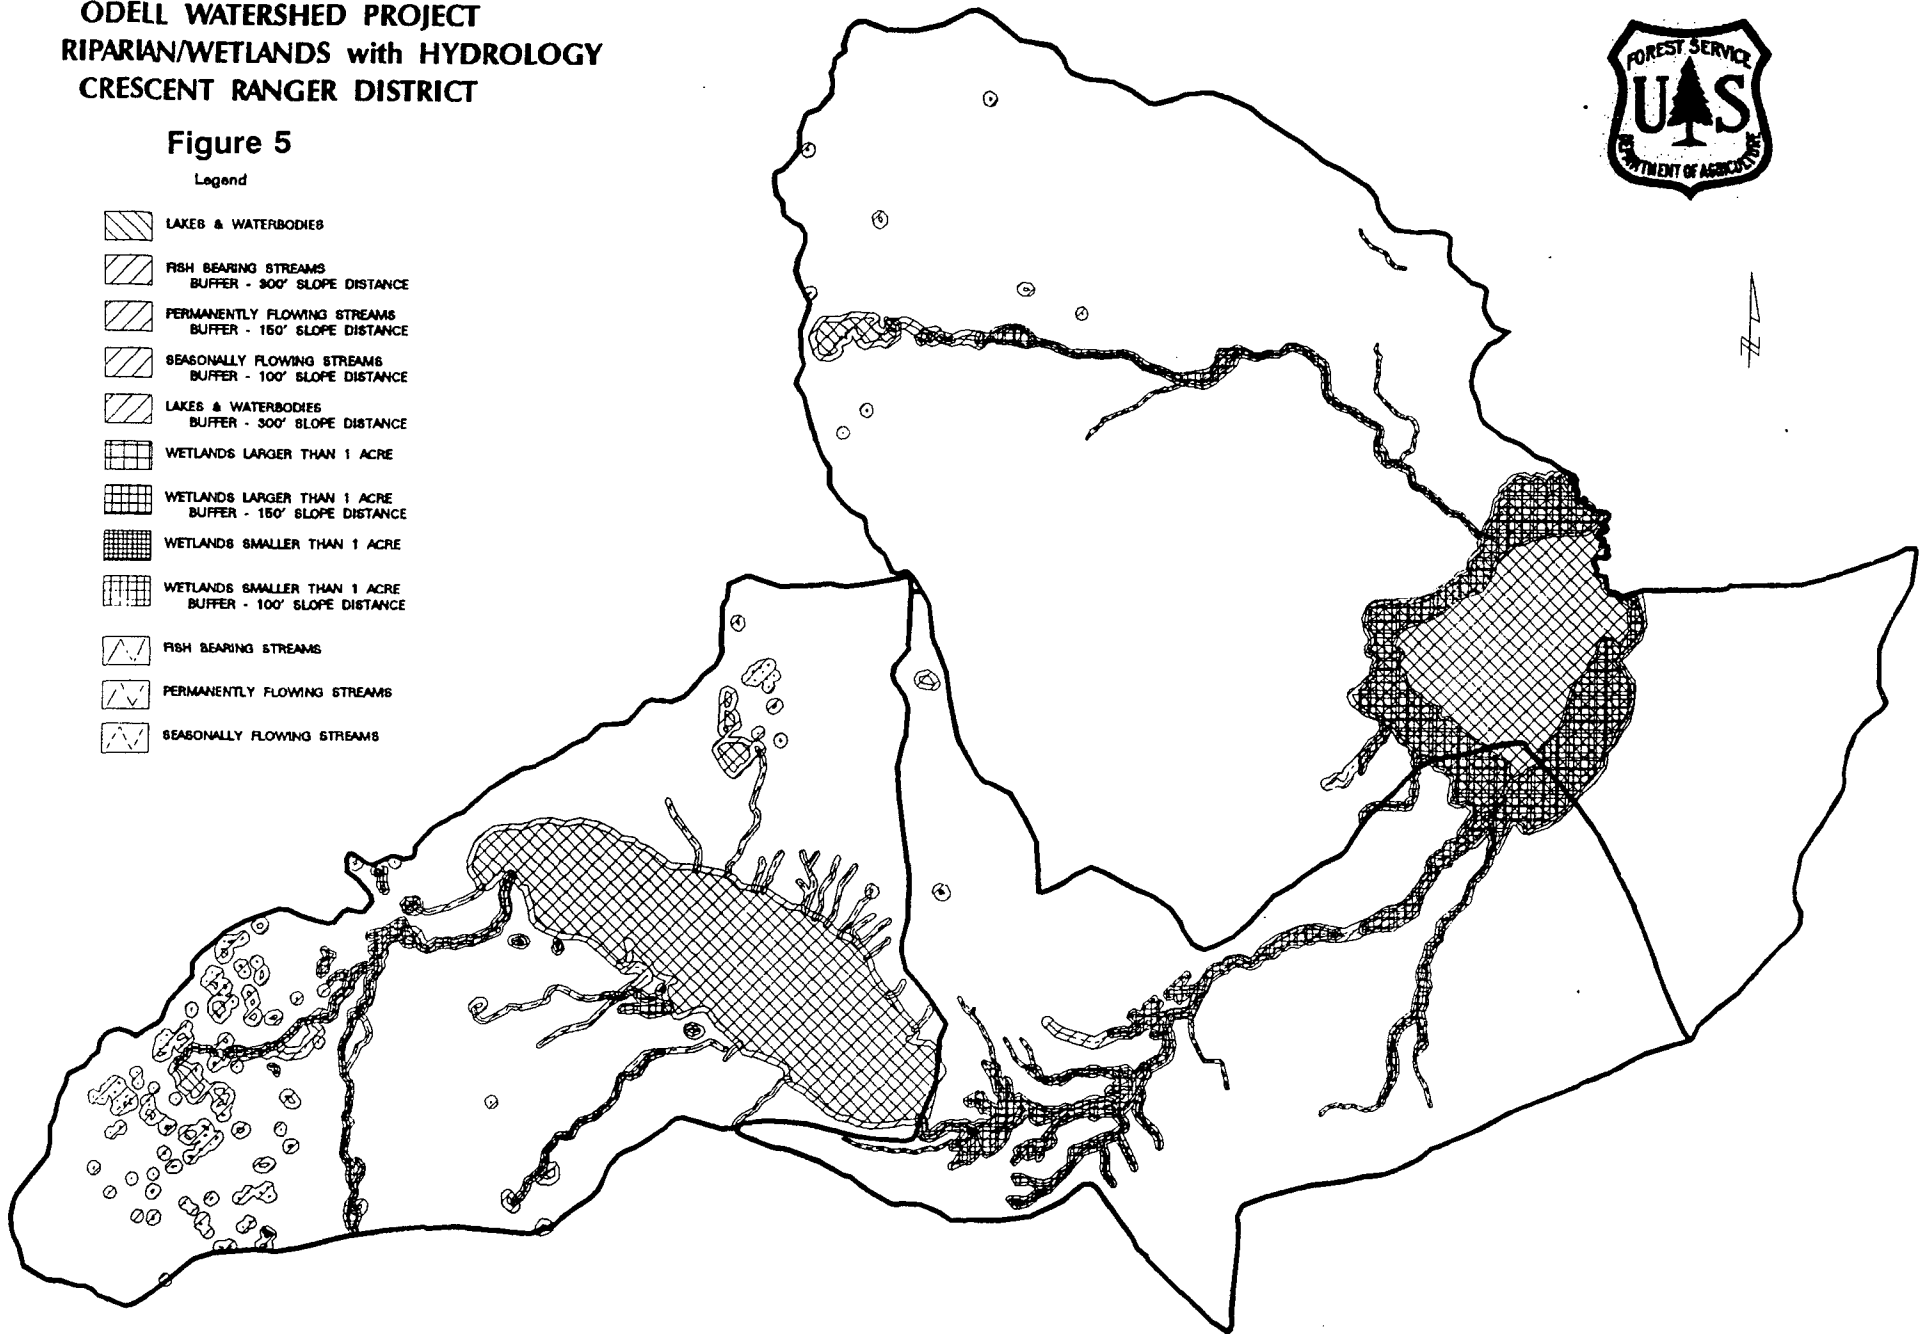 ODELL WATERSHED PROJECT
RIPARIAN/WETLANDS with HYDROLOGY
CRESCENT RANGER DISTRICT
Figure 5
Legend
LAKES & WATERBODIES
FISH BEARING STREAMS
BUFFER - 300' SLOPE DISTANCE
PERMANENTLY FLOWING STREAMS
BUFFER - 150' SLOPE DISTANCE
SEASONALLY FLOWING STREAMS
BUFFER - 100' SLOPE DISTANCE
LAKES & WATERBODIES
BUFFER - 300' SLOPE DISTANCE
WETLANDS LARGER THAN 1 ACRE
WETLANDS LARGER THAN 1 ACRE
BUFFER - 150' SLOPE DISTANCE
WETLANDS SMALLER THAN 1 ACRE
WETLANDS SMALLER THAN 1 ACRE
BUFFER - 100' SLOPE DISTANCE
FISH BEARING STREAMS
PERMANENTLY FLOWING STREAMS
SEASONALLY FLOWING STREAMS
FOREST SERVICE
U S
DEPARTMENT OF AGRICULTURE
N